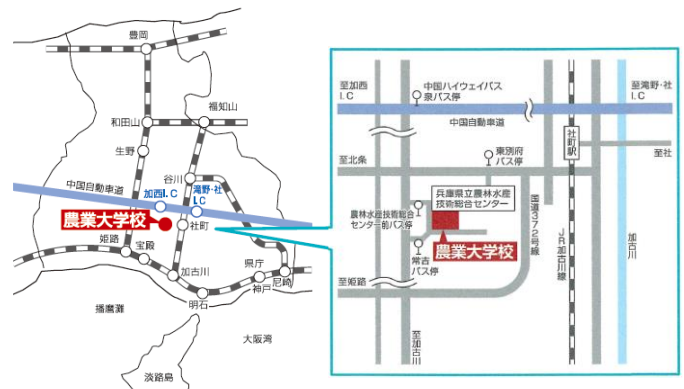 豊岡
福知山
和田山
生野
谷川
中国自動車道
加西I.C
滝野・社
I.C
農業大学校
社町
姫路
宝殿
加古川
県庁
神戸
尼崎
明石
播磨灘
大阪湾
淡路島
至加西
I.C
中国ハイウェイバス
泉バス停
至滝野・社
I.C
中国自動車道
社町駅
東別府
バス停
至社
至北条
兵庫県立農林水産
技術総合センター
農林水産技術総合
センター前バス停
農業大学校
常吉
バス停
国道372号線
JR加古川線
加古川
至姫路
至加古川